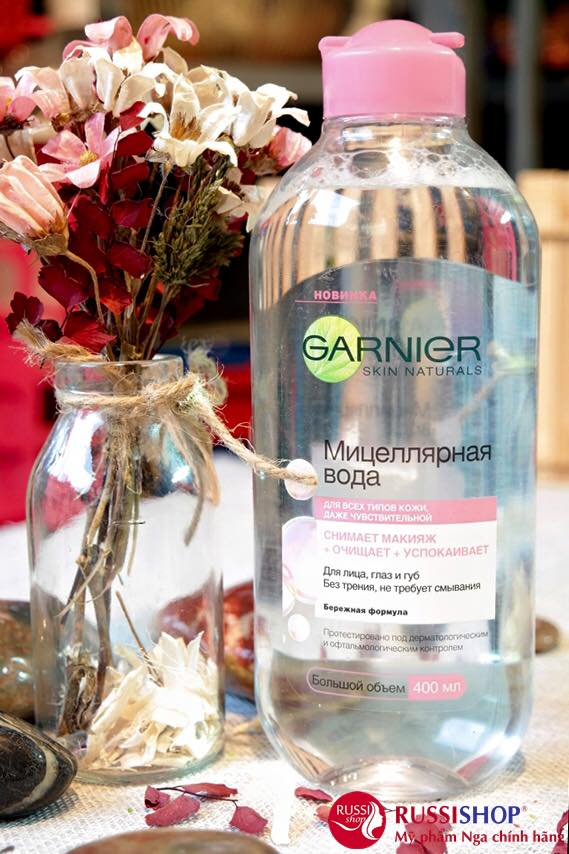 НОВИНКА
GARNIER
SKIN NATURALS
Мицеллярная
вода
ДЛЯ ВСЕХ ТИПОВ КОЖИ,
ДАЖЕ ЧУВСТВИТЕЛЬНОЙ
СНИМАЕТ МАКИЯЖ
+ ОЧИЩАЕТ + УСПОКАИВАЕТ
Для лица, глаз и губ
Без трения, не требует смывания
Бережная формула
Протестировано под дерматологическим
и офтальмологическим контролем
Большой объем 400 мл
RUSSI shop RUSSISHOP®
Mỹ phẩm Nga chính hãng